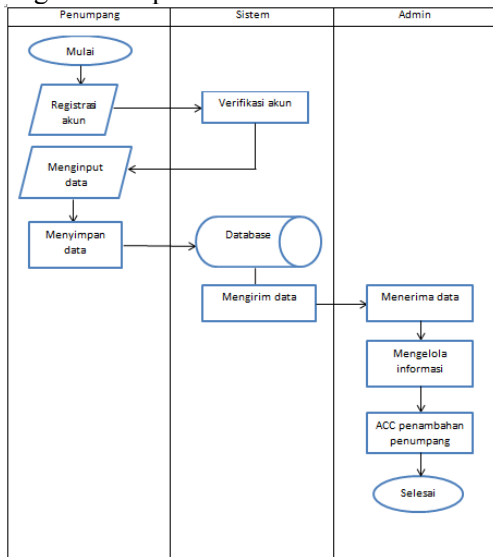 Penumpang
Sistem
Admin
Mulai
Registrasi
akun
Verifikasi akun
Menginput
data
Menyimpan
data
Database
Mengirim data
Menerima data
Mengelola
informasi
ACC penambahan
penumpang
Selesai